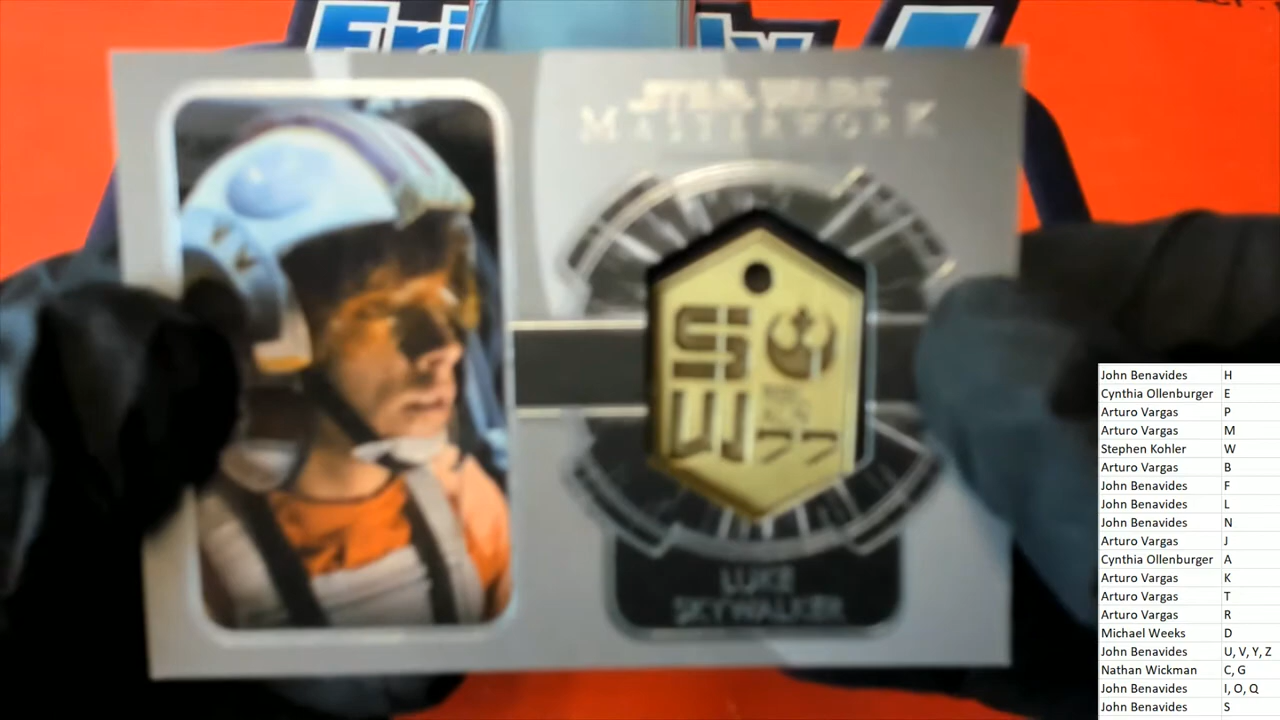 STAR WARS
MASTERWORK
SW
77
LUKE
SKYWALKER
John Benavides H
Cynthia Ollenburger E
Arturo Vargas P
Arturo Vargas M
Stephen Kohler W
Arturo Vargas B
John Benavides F
John Benavides L
John Benavides N
Arturo Vargas J
Cynthia Ollenburger A
Arturo Vargas K
Arturo Vargas T
Arturo Vargas R
Michael Weeks D
John Benavides U, V, Y, Z
Nathan Wickman C, G
John Benavides I, O, Q
John Benavides S